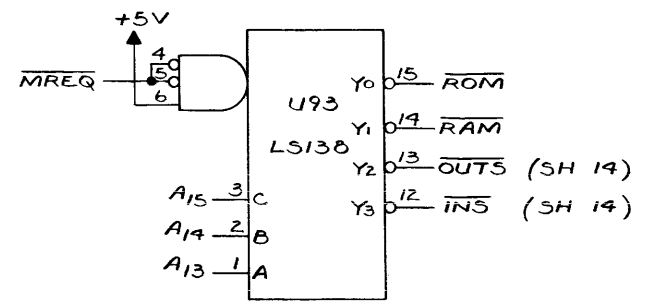 +5V
4
MREQ 5
6
U93
LS138
Y0 15 ROM
Y1 14 RAM
Y2 13 OUTS (SH 14)
Y3 12 INS (SH 14)
A15 3 C
A14 2 B
A13 1 A